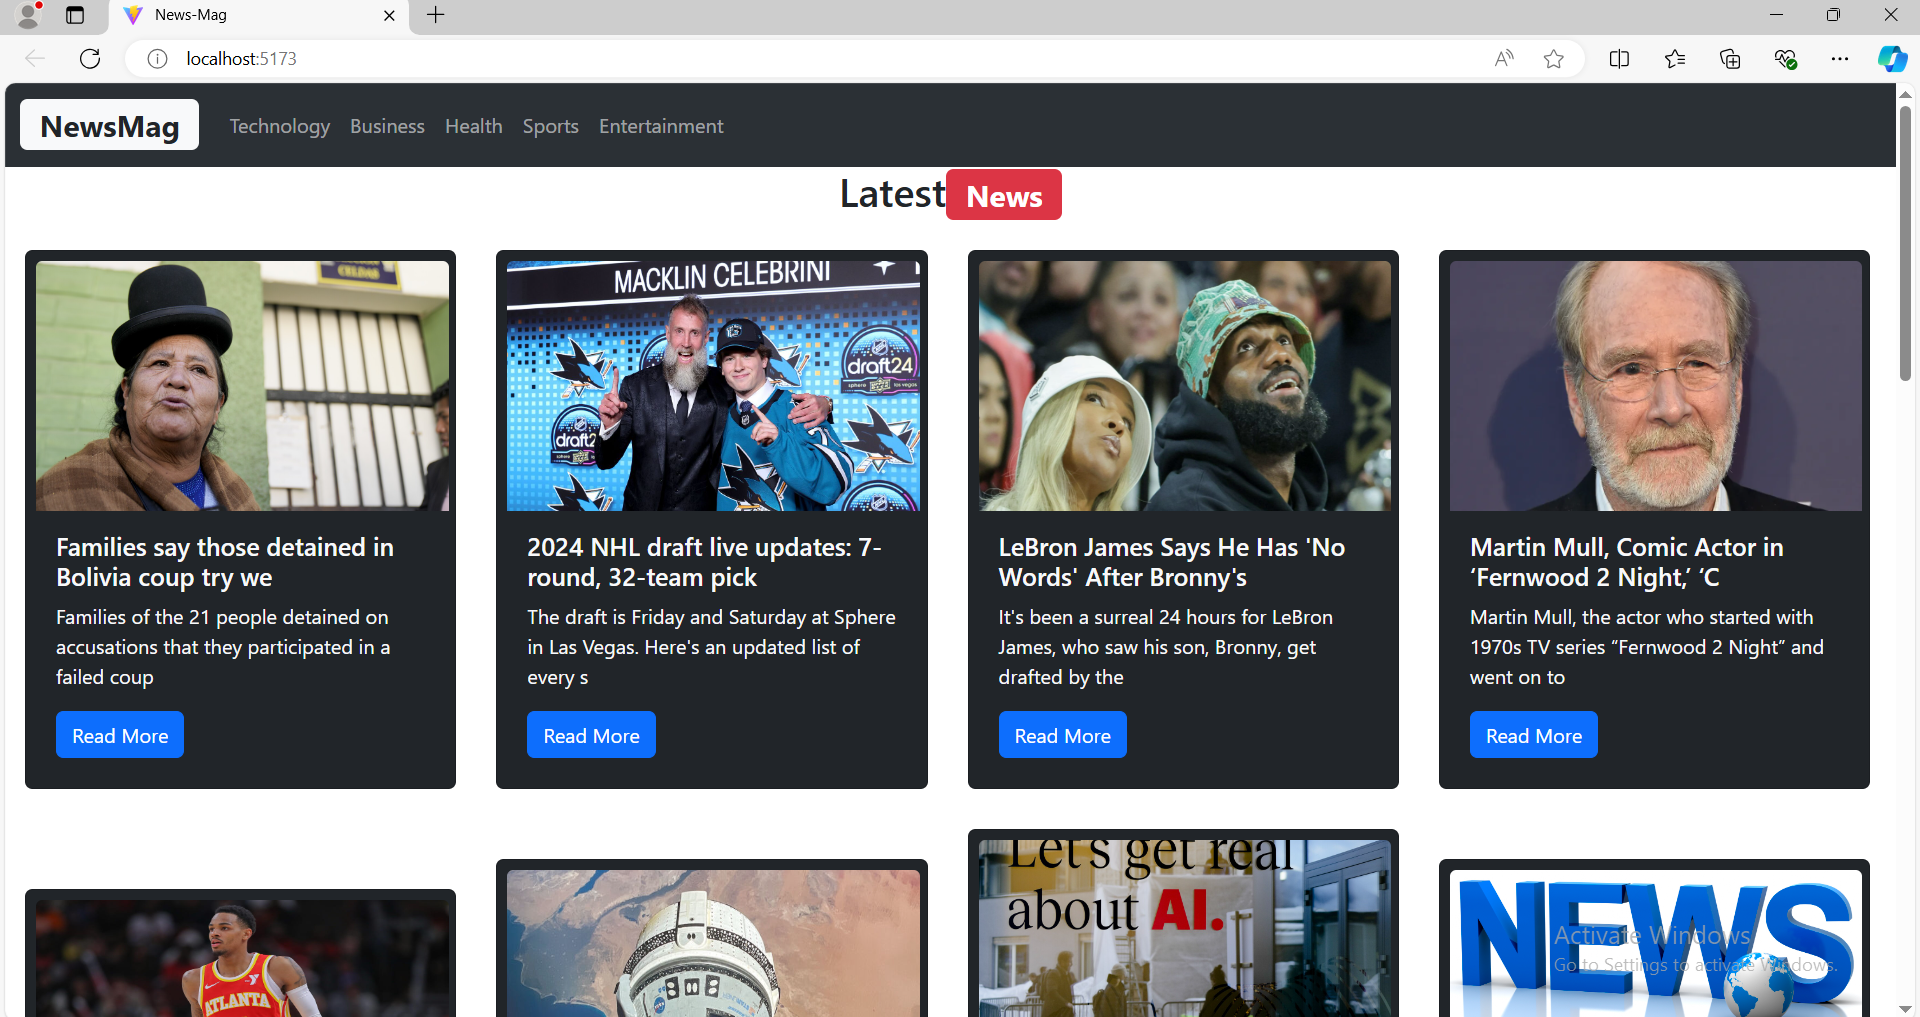 News-Mag
localhost:5173
NewsMag
Technology
Business
Health
Sports
Entertainment
Latest News
CELDAS
MACKLIN CELEBRINI
draft24
sphere
las vegas
Families say those detained in
Bolivia coup try we
Families of the 21 people detained on
accusations that they participated in a
failed coup
Read More
2024 NHL draft live updates: 7-
round, 32-team pick
The draft is Friday and Saturday at Sphere
in Las Vegas. Here's an updated list of
every s
Read More
LeBron James Says He Has 'No
Words' After Bronny's
It's been a surreal 24 hours for LeBron
James, who saw his son, Bronny, get
drafted by the
Read More
Martin Mull, Comic Actor in
‘Fernwood 2 Night,’ ‘C
Martin Mull, the actor who started with
1970s TV series “Fernwood 2 Night” and
went on to
Read More
ATLANTA
Let's get real
about AI.
NEWS
Activate Windows
Go to Settings to activate Windows.